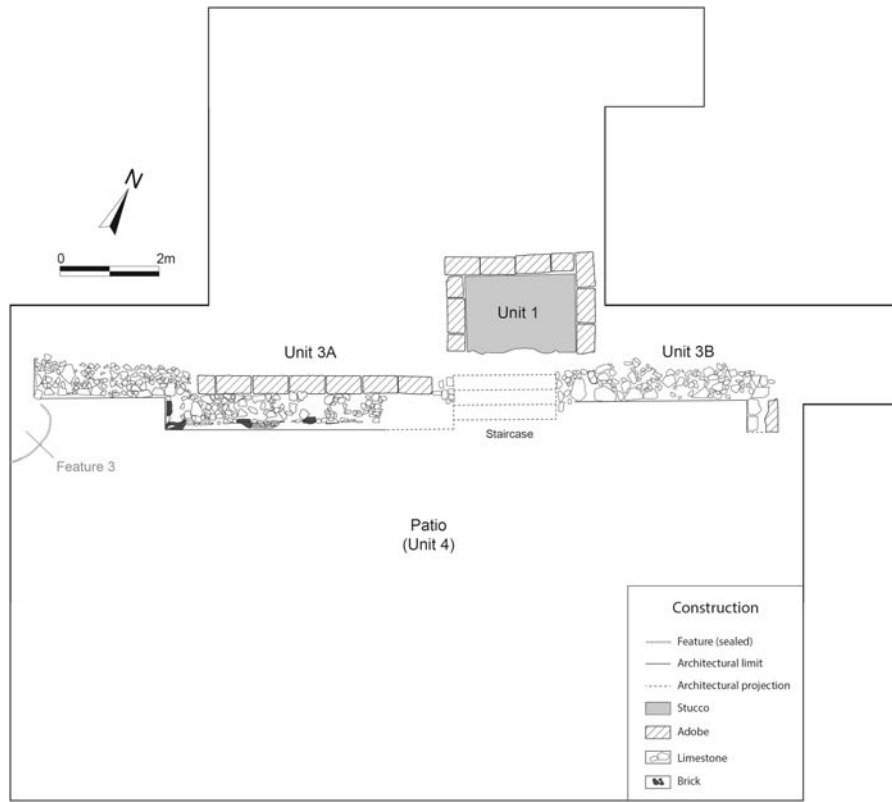 N
0 2m
Unit 1
Unit 3A
Unit 3B
Staircase
Feature 3
Patio
(Unit 4)
Construction
Feature (sealed)
Architectural limit
Architectural projection
Stucco
Adobe
Limestone
Brick